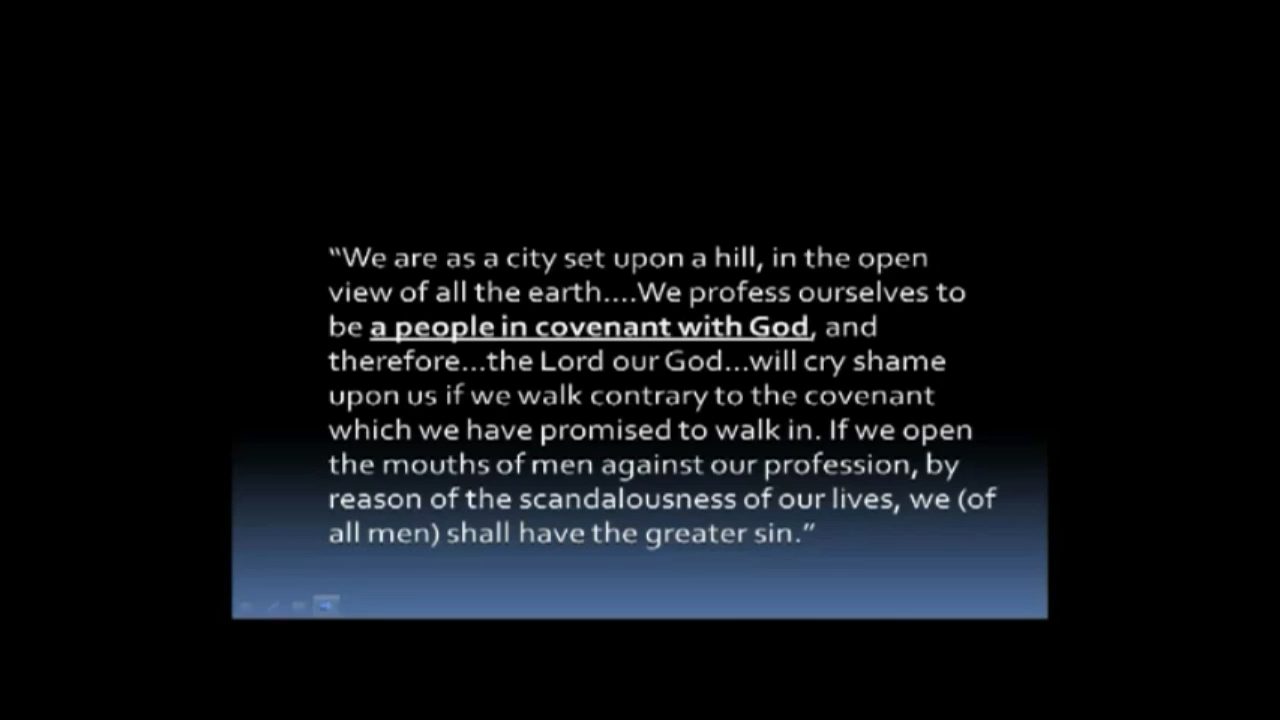 “We are as a city set upon a hill, in the open
view of all the earth....We profess ourselves to
be a people in covenant with God, and
therefore...the Lord our God...will cry shame
upon us if we walk contrary to the covenant
which we have promised to walk in. If we open
the mouths of men against our profession, by
reason of the scandalousness of our lives, we (of
all men) shall have the greater sin.”